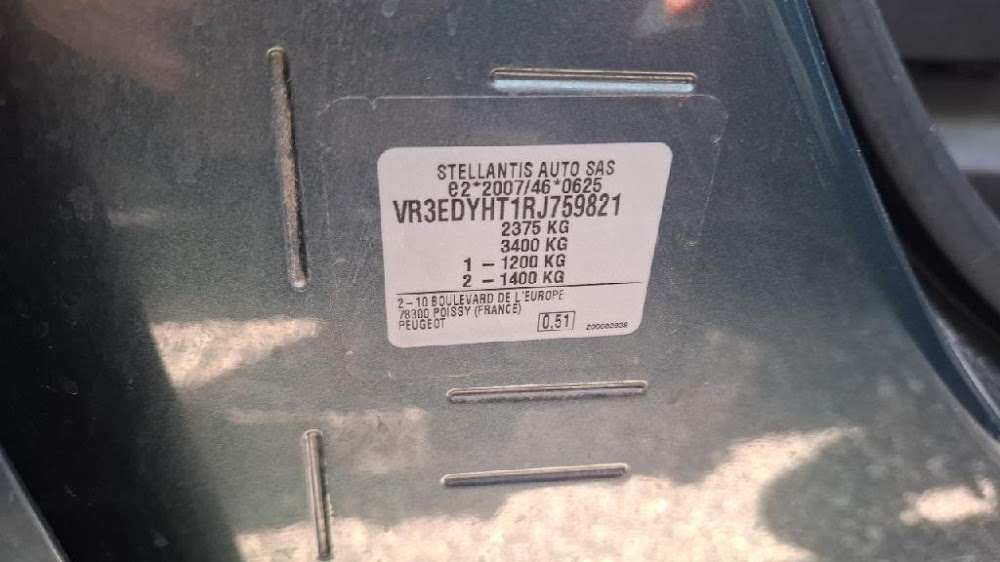 STELLANTIS AUTO SAS
e2*2007/46*0625
VR3EDYHT1RJ759821
2375 KG
3400 KG
1 – 1200 KG
2 – 1400 KG
2–10 BOULEVARD DE L'EUROPE
78300 POISSY (FRANCE)
PEUGEOT
0,51